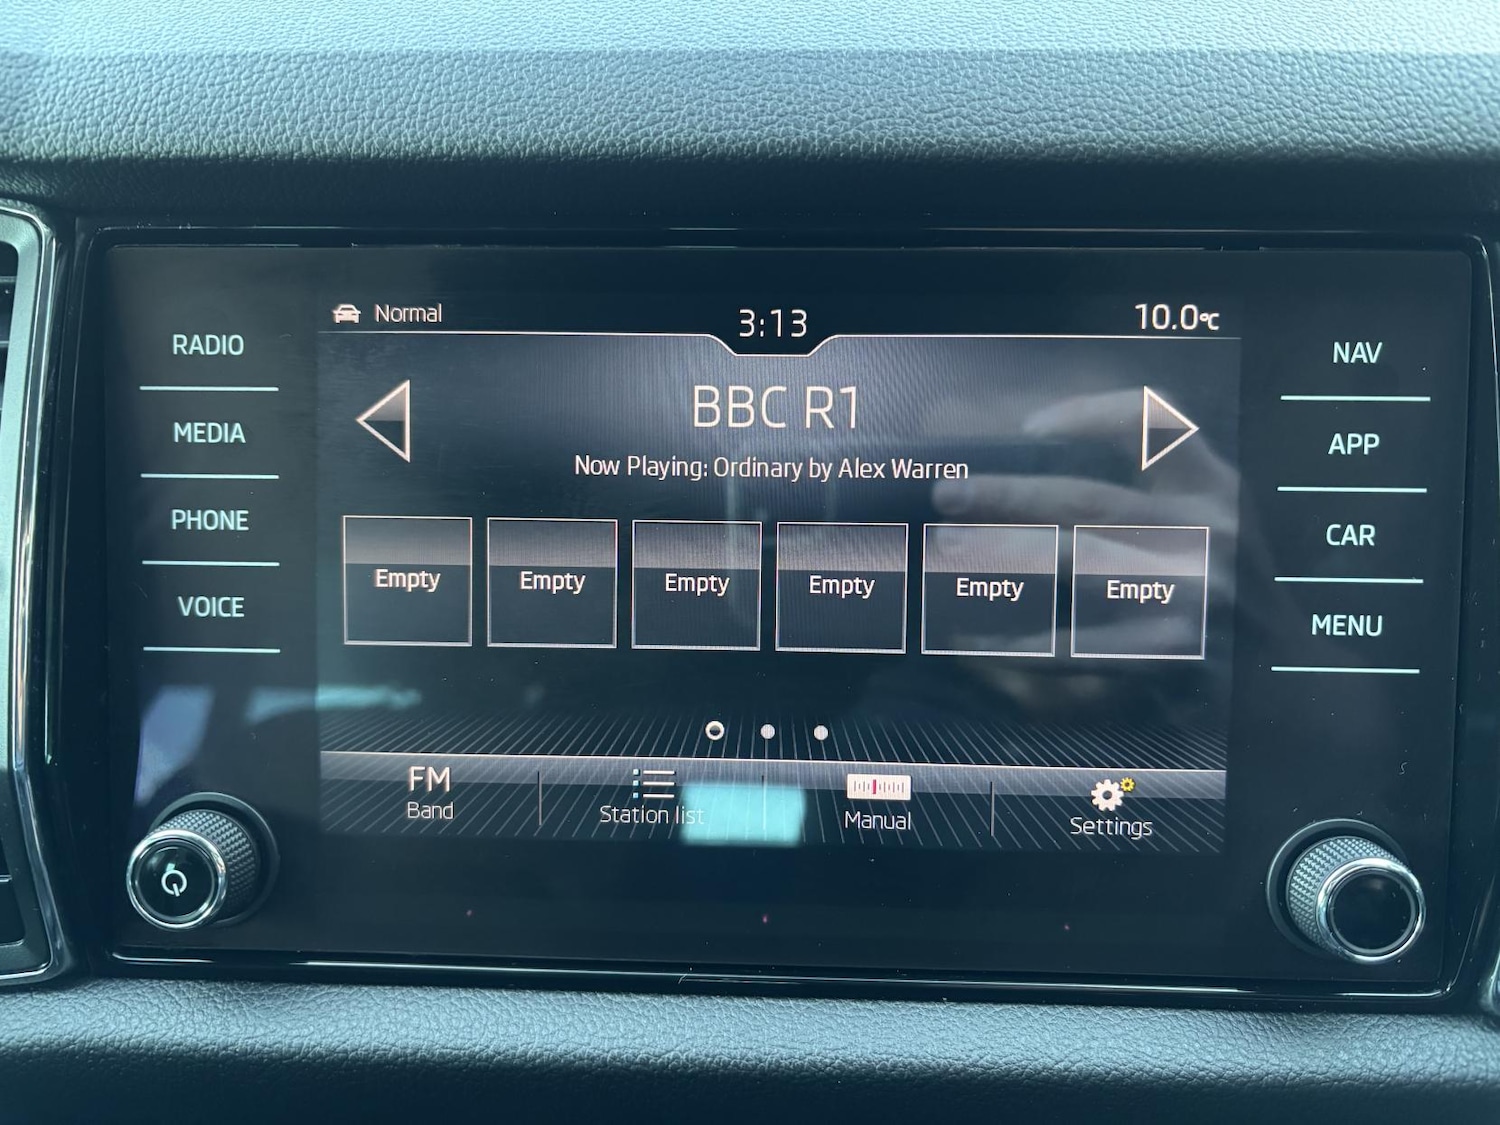 Normal
3:13
10.0°C
RADIO
MEDIA
PHONE
VOICE
BBC R1
Now Playing: Ordinary by Alex Warren
Empty
Empty
Empty
Empty
Empty
Empty
FM
Band
Station list
Manual
Settings
NAV
APP
CAR
MENU